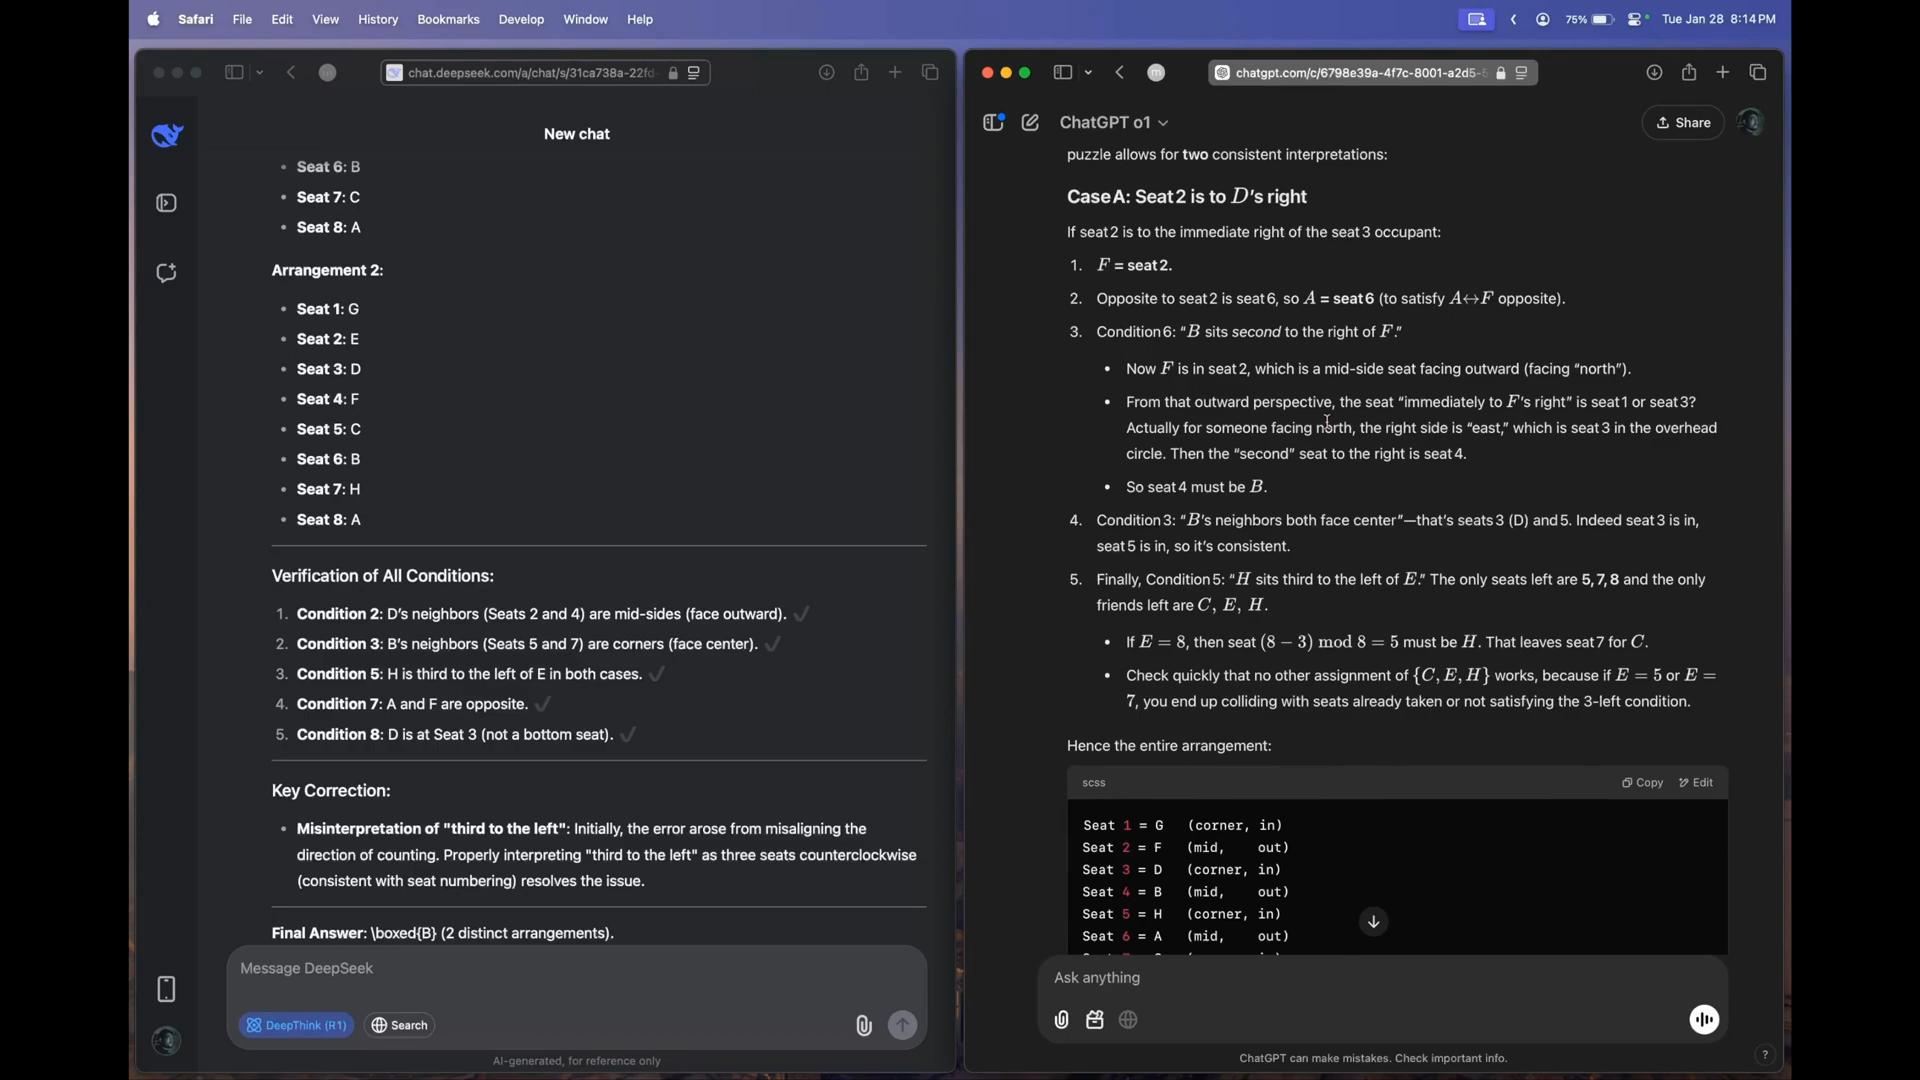 Safari File Edit View History Bookmarks Develop Window Help
75% Tue Jan 28 8:14 PM
chat.deepseek.com/a/chat/s/31ca738a-22fd-
New chat
Seat 6: B
Seat 7: C
Seat 8: A
Arrangement 2:
Seat 1: G
Seat 2: E
Seat 3: D
Seat 4: F
Seat 5: C
Seat 6: B
Seat 7: H
Seat 8: A
Verification of All Conditions:
1. Condition 2: D's neighbors (Seats 2 and 4) are mid-sides (face outward). ✓
2. Condition 3: B's neighbors (Seats 5 and 7) are corners (face center). ✓
3. Condition 5: H is third to the left of E in both cases. ✓
4. Condition 7: A and F are opposite. ✓
5. Condition 8: D is at Seat 3 (not a bottom seat). ✓
Key Correction:
Misinterpretation of "third to the left": Initially, the error arose from misaligning the
direction of counting. Properly interpreting "third to the left" as three seats counterclockwise
(consistent with seat numbering) resolves the issue.
Final Answer: \boxed{B} (2 distinct arrangements).
Message DeepSeek
DeepThink (R1) Search
AI-generated, for reference only
chatgpt.com/c/6798e39a-4f7c-8001-a2d5-
ChatGPT o1
Share
puzzle allows for two consistent interpretations:
Case A: Seat 2 is to D's right
If seat 2 is to the immediate right of the seat 3 occupant:
1. F = seat 2.
2. Opposite to seat 2 is seat 6, so A = seat 6 (to satisfy A↔F opposite).
3. Condition 6: “B sits second to the right of F.”
Now F is in seat 2, which is a mid-side seat facing outward (facing “north”).
From that outward perspective, the seat “immediately to F's right” is seat 1 or seat 3?
Actually for someone facing north, the right side is “east,” which is seat 3 in the overhead
circle. Then the “second” seat to the right is seat 4.
So seat 4 must be B.
4. Condition 3: “B's neighbors both face center”—that's seats 3 (D) and 5. Indeed seat 3 is in,
seat 5 is in, so it's consistent.
5. Finally, Condition 5: “H sits third to the left of E.” The only seats left are 5, 7, 8 and the only
friends left are C, E, H.
If E = 8, then seat (8 − 3) mod 8 = 5 must be H. That leaves seat 7 for C.
Check quickly that no other assignment of {C, E, H} works, because if E = 5 or E =
7, you end up colliding with seats already taken or not satisfying the 3-left condition.
Hence the entire arrangement:
scss Copy Edit
Seat 1 = G (corner, in)
Seat 2 = F (mid, out)
Seat 3 = D (corner, in)
Seat 4 = B (mid, out)
Seat 5 = H (corner, in)
Seat 6 = A (mid, out)
Ask anything
ChatGPT can make mistakes. Check important info.
?